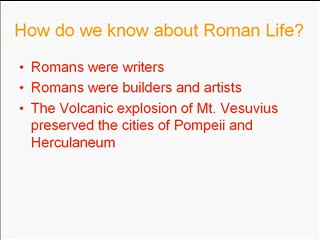 How do we know about Roman Life?
• Romans were writers
• Romans were builders and artists
• The Volcanic explosion of Mt. Vesuvius
preserved the cities of Pompeii and
Herculaneum